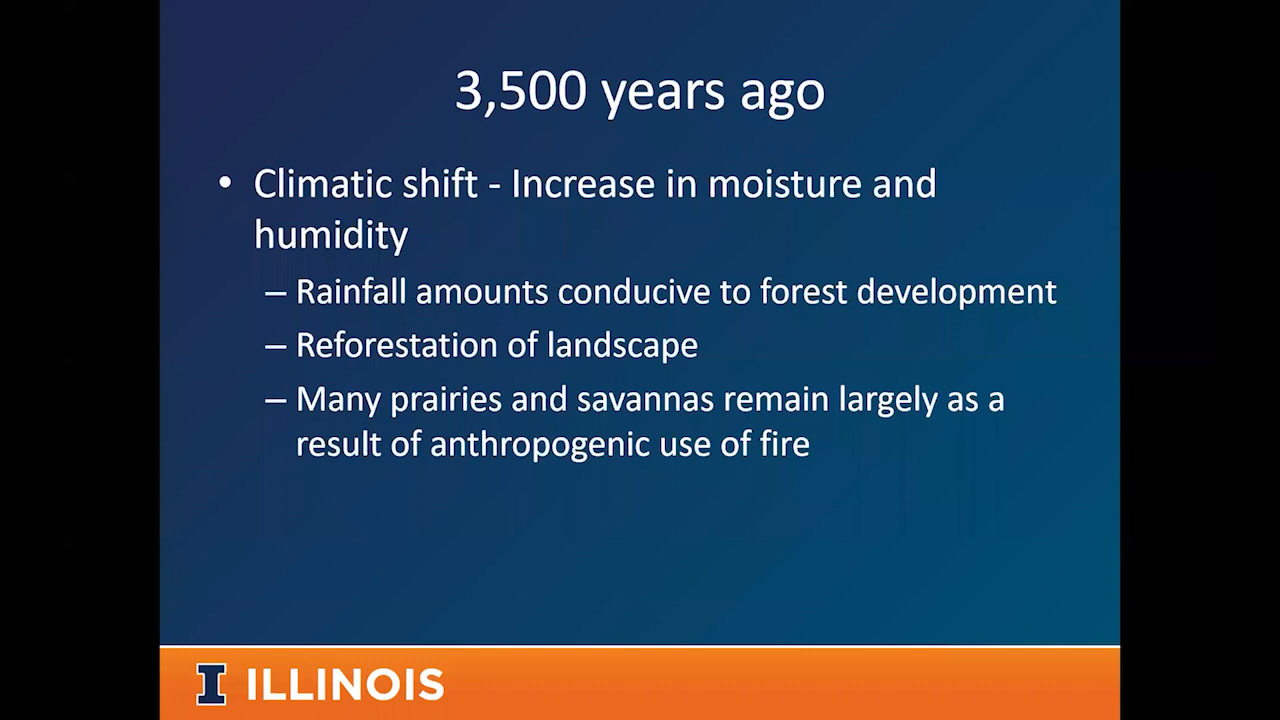 3,500 years ago
• Climatic shift - Increase in moisture and
humidity
– Rainfall amounts conducive to forest development
– Reforestation of landscape
– Many prairies and savannas remain largely as a
result of anthropogenic use of fire
I ILLINOIS